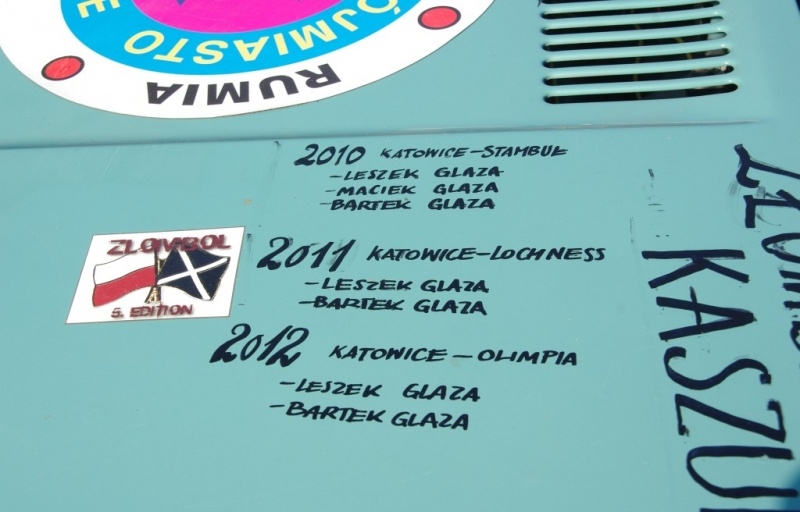 ÓJMIASTO
RUMIA
2010 KATOWICE-STAMBUŁ
-LESZEK GLAZA
-MACIEK GLAZA
-BARTEK GLAZA
ZLOMBOL
5. EDITION
2011 KATOWICE-LOCHNESS
-LESZEK GLAZA
-BARTEK GLAZA
2012 KATOWICE-OLIMPIA
-LESZEK GLAZA
-BARTEK GLAZA
KASZU